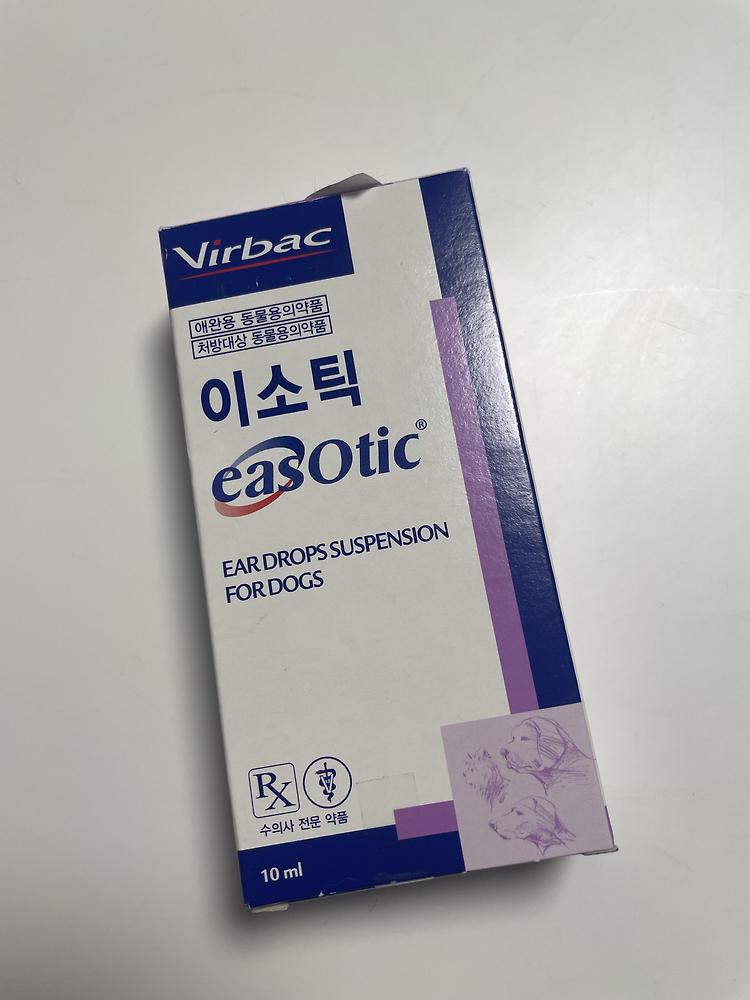 Virbac
애완용 동물용의약품
처방대상 동물용의약품
이소틱
easOtic®
EAR DROPS SUSPENSION
FOR DOGS
Rx
수의사 전문 약품
10 ml